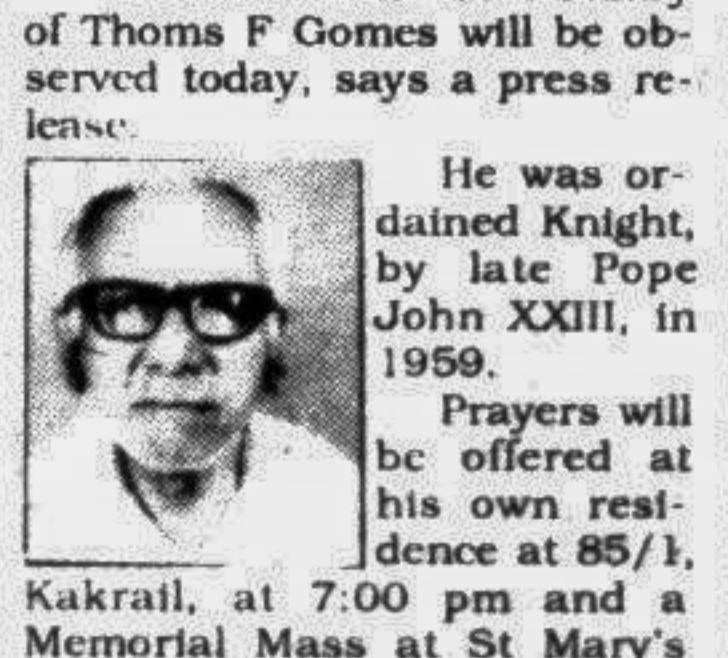 of Thoms F Gomes will be ob-
served today, says a press re-
lease.
He was or-
dained Knight,
by late Pope
John XXIII, in
1959.
Prayers will
be offered at
his own resi-
dence at 85/1,
Kakrail, at 7:00 pm and a
Memorial Mass at St Mary's